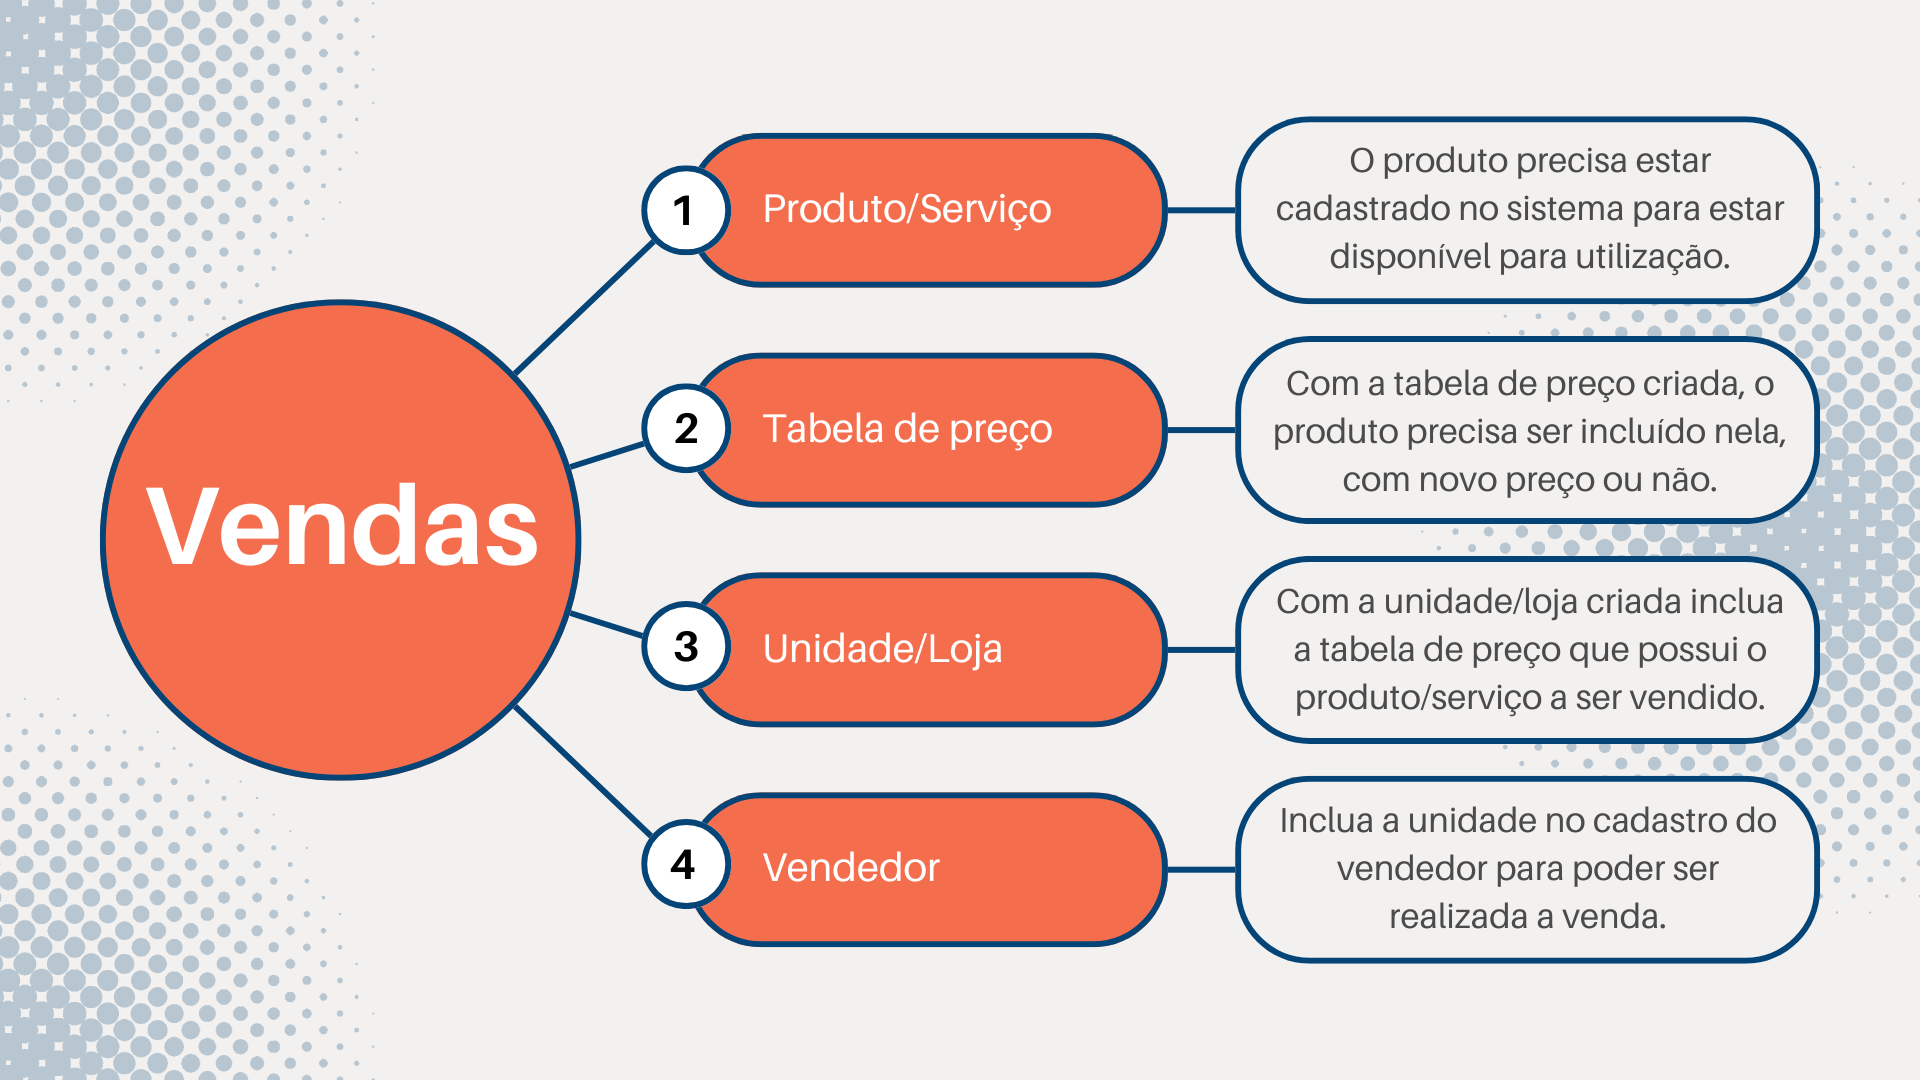 Vendas
1
Produto/Serviço
O produto precisa estar
cadastrado no sistema para estar
disponível para utilização.
2
Tabela de preço
Com a tabela de preço criada, o
produto precisa ser incluído nela,
com novo preço ou não.
3
Unidade/Loja
Com a unidade/loja criada inclua
a tabela de preço que possui o
produto/serviço a ser vendido.
4
Vendedor
Inclua a unidade no cadastro do
vendedor para poder ser
realizada a venda.